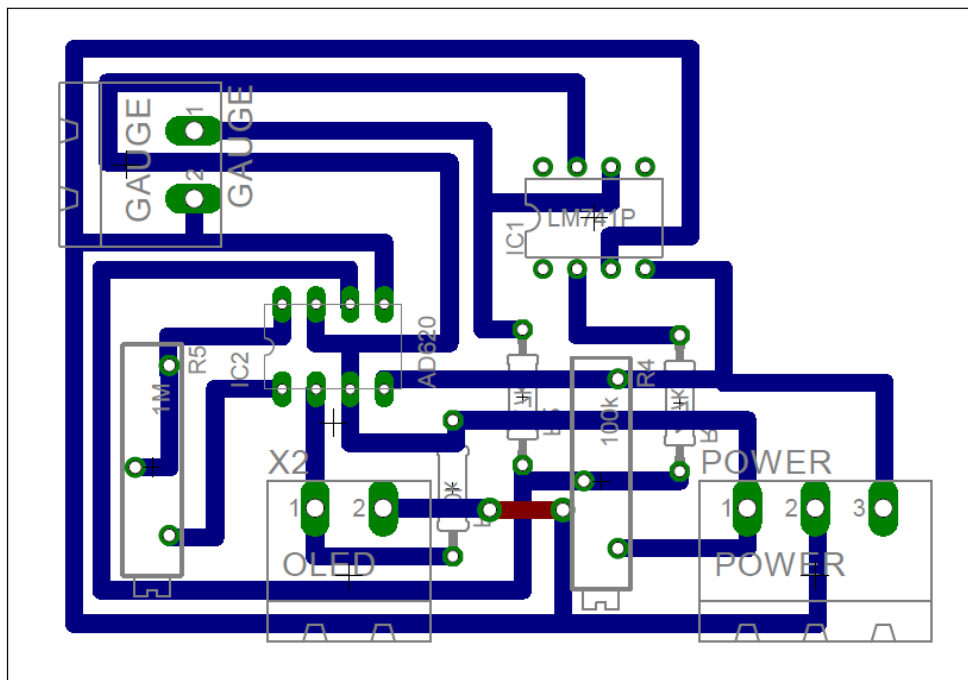 GAUGE
GAUGE
1
2
IC1
LM741P
IC2
AD620
R5
1M
R4
100k
X2
1
2
OLED
POWER
1
2
3
POWER